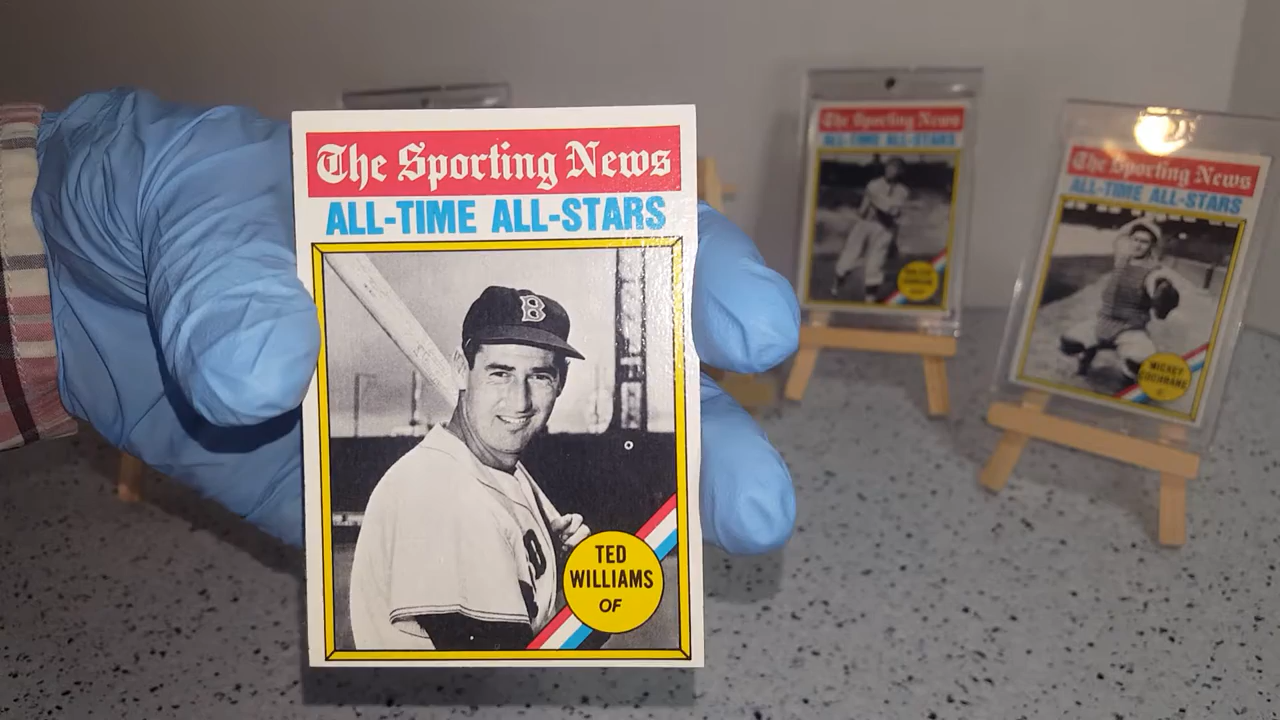 The Sporting News
ALL-TIME ALL-STARS
TED
WILLIAMS
OF
The Sporting News
ALL-TIME ALL-STARS
The Sporting News
ALL-TIME ALL-STARS
MICKEY
COCHRANE
C